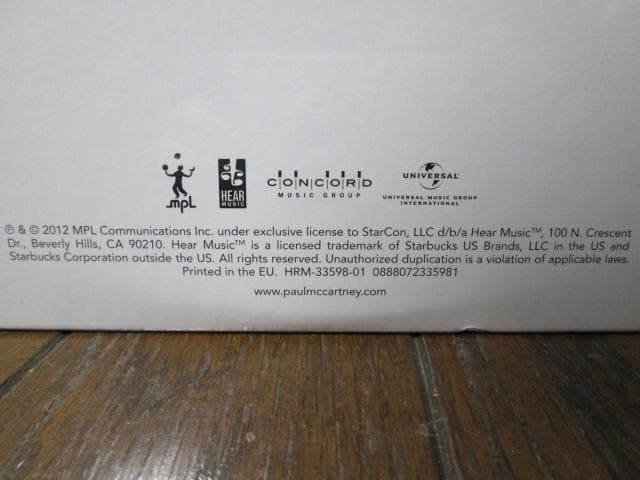 mpL
HEAR
MUSIC
CONCORD
MUSIC GROUP
UNIVERSAL
UNIVERSAL MUSIC GROUP
INTERNATIONAL
℗ & © 2012 MPL Communications Inc. under exclusive license to StarCon, LLC d/b/a Hear Music™, 100 N. Crescent
Dr., Beverly Hills, CA 90210. Hear Music™ is a licensed trademark of Starbucks US Brands, LLC in the US and
Starbucks Corporation outside the US. All rights reserved. Unauthorized duplication is a violation of applicable laws.
Printed in the EU. HRM-33598-01 0888072335981
www.paulmccartney.com